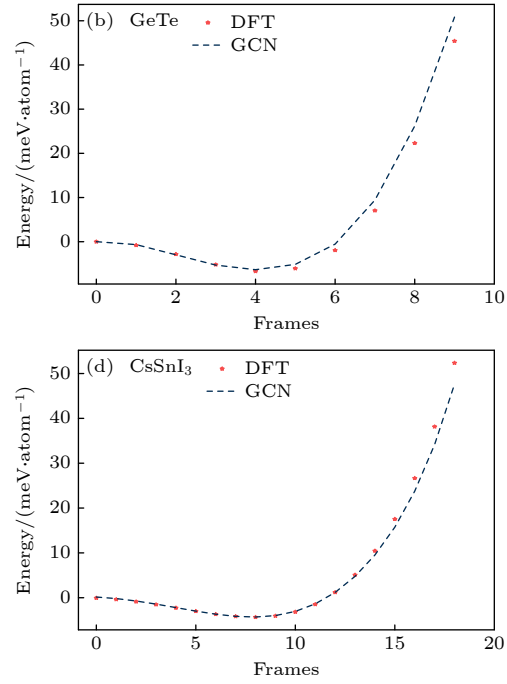 (b) GeTe
DFT
GCN
Energy/(meV·atom⁻¹)
50
40
30
20
10
0
0 2 4 6 8 10
Frames
(d) CsSnI₃
DFT
GCN
Energy/(meV·atom⁻¹)
50
40
30
20
10
0
0 5 10 15 20
Frames